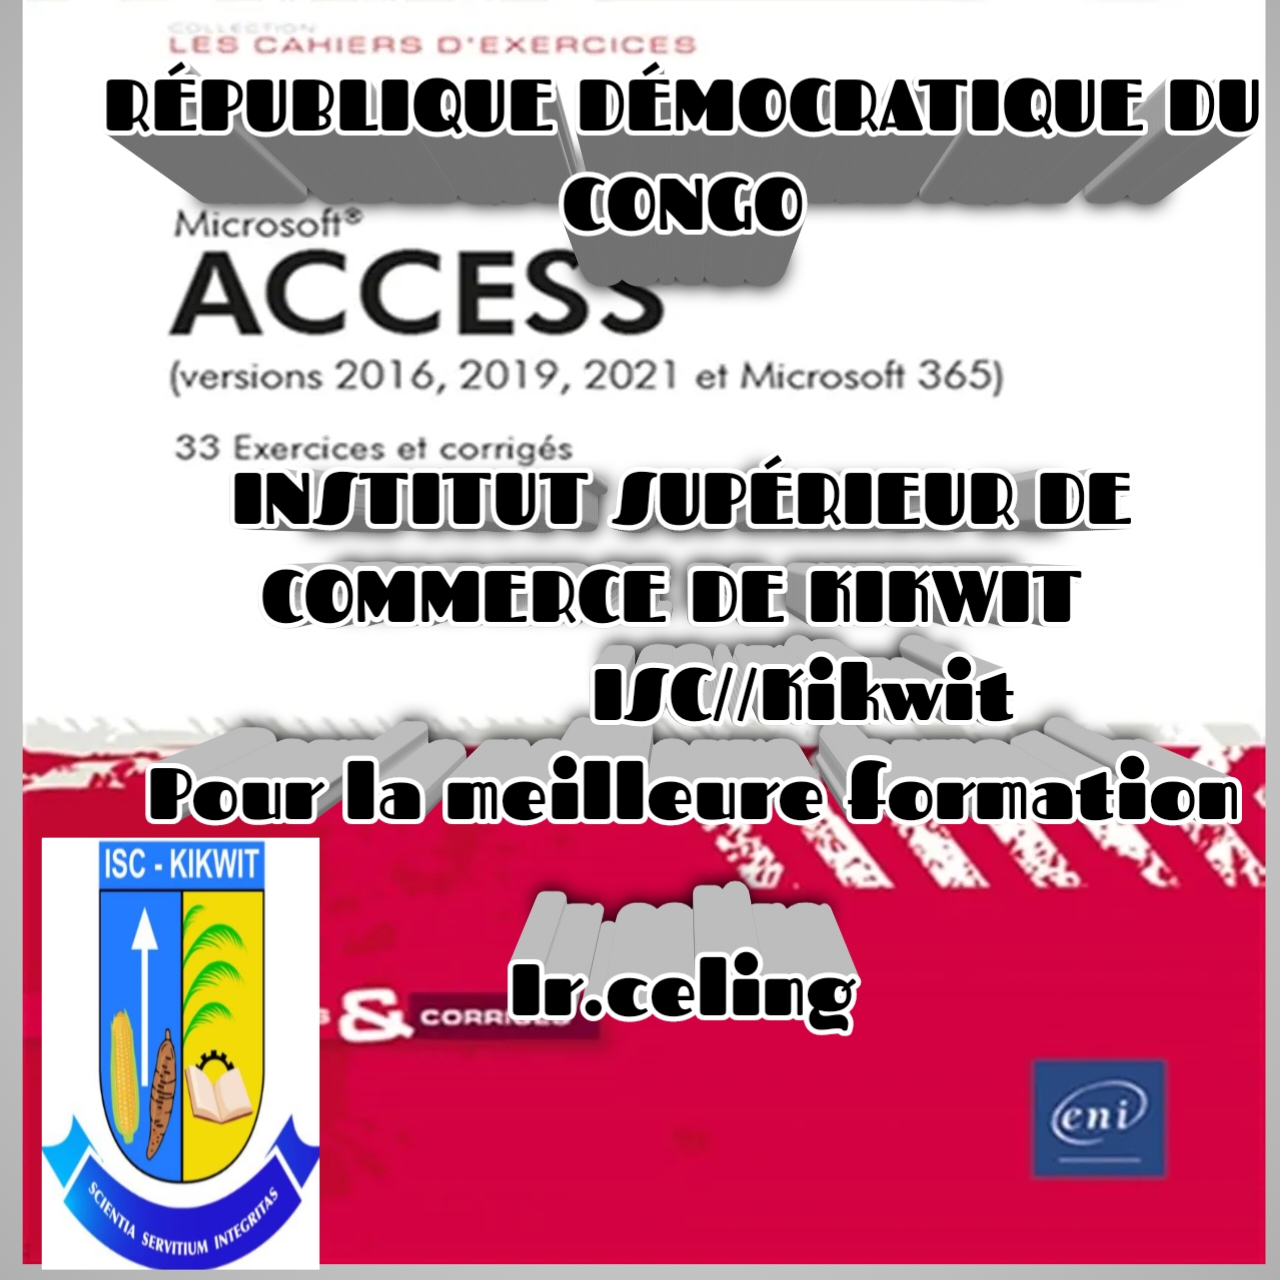 COLLECTION
LES CAHIERS D'EXERCICES
RÉPUBLIQUE DÉMOCRATIQUE DU
CONGO
Microsoft®
ACCESS
(versions 2016, 2019, 2021 et Microsoft 365)
33 Exercices et corrigés
INSTITUT SUPÉRIEUR DE
COMMERCE DE KIKWIT
ISC//Kikwit
Pour la meilleure formation
ISC - KIKWIT
Ir.celing
& CORRIGÉS
eni
SCIENTIA SERVITIUM INTEGRITAS